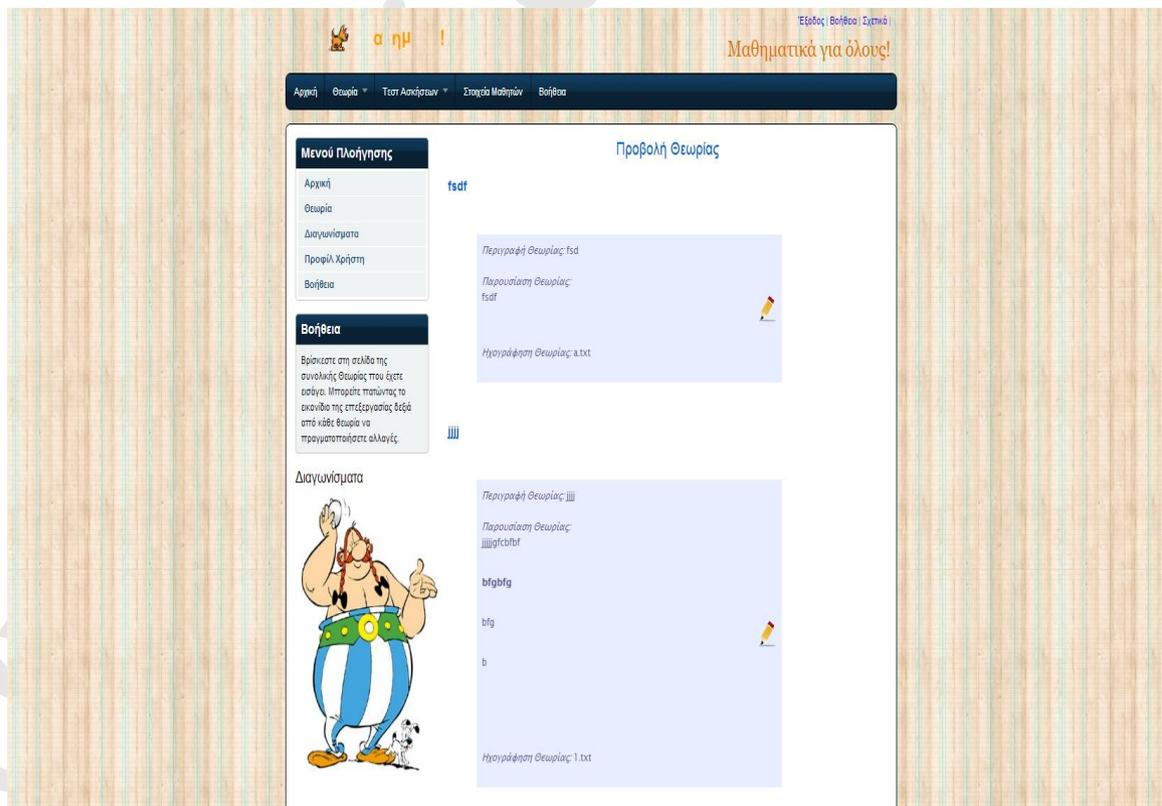 Έξοδος | Βοήθεια | Σχετικά |
α ημ !
Μαθηματικά για όλους!
Αρχική Θεωρία Τεστ Ασκήσεων Στοιχεία Μαθητών Βοήθεια
Μενού Πλοήγησης
Αρχική
Θεωρία
Διαγωνίσματα
Προφίλ Χρήστη
Βοήθεια
Βοήθεια
Βρίσκεστε στη σελίδα της
συνολικής Θεωρίας που έχετε
εισάγει. Μπορείτε πατώντας το
εικονίδιο της επεξεργασίας δεξιά
από κάθε θεωρία να
πραγματοποιήσετε αλλαγές.
Διαγωνίσματα
Προβολή Θεωρίας
fsdf
Περιγραφή Θεωρίας: fsd
Παρουσίαση Θεωρίας:
fsdf
Ηχογράφηση Θεωρίας: a.txt
jjjj
Περιγραφή Θεωρίας: jjjj
Παρουσίαση Θεωρίας:
jjjjjgfcbfbf
bfgbfg
bfg
b
Ηχογράφηση Θεωρίας: 1.txt